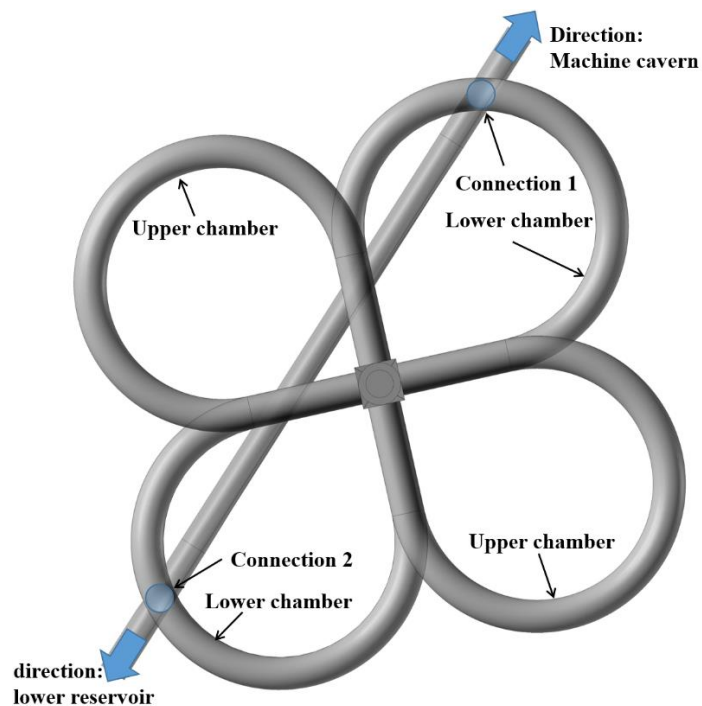 Direction:
Machine cavern
Connection 1
Upper chamber
Lower chamber
Upper chamber
Connection 2
Lower chamber
direction:
lower reservoir